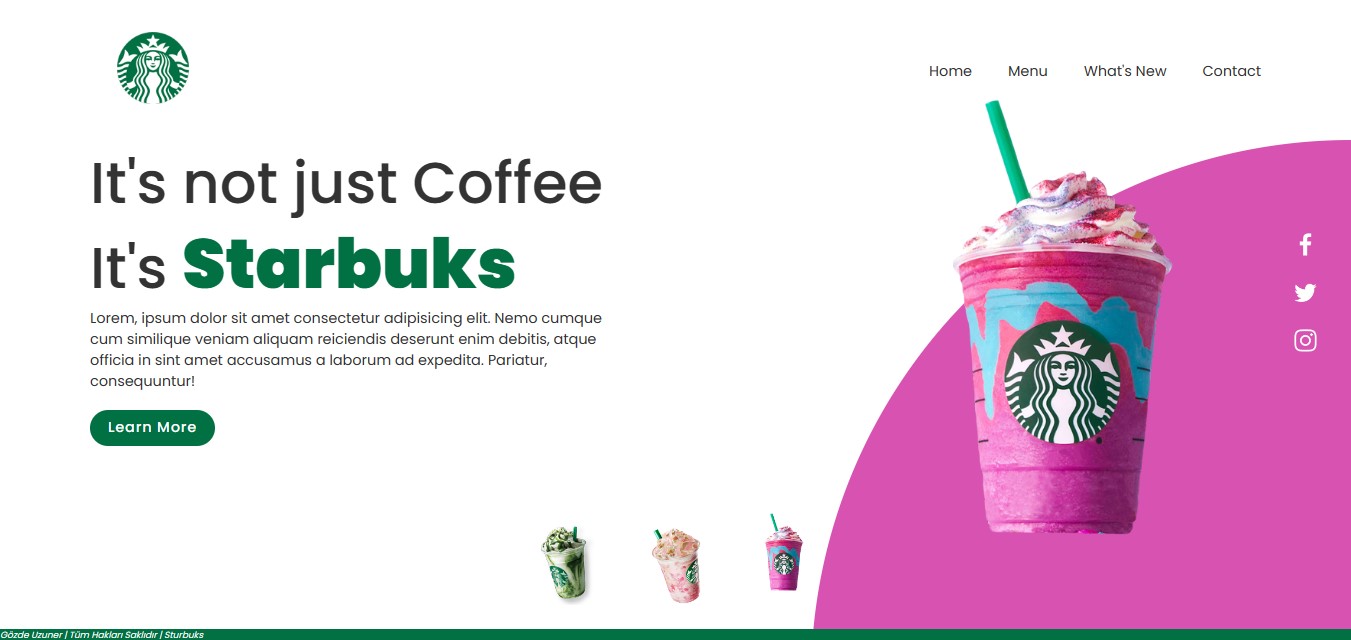 Home Menu What's New Contact
It's not just Coffee
It's Starbuks
Lorem, ipsum dolor sit amet consectetur adipisicing elit. Nemo cumque
cum similique veniam aliquam reiciendis deserunt enim debitis, atque
officia in sint amet accusamus a laborum ad expedita. Pariatur,
consequuntur!
Learn More
Gözde Uzuner | Tüm Hakları Saklıdır | Sturbuks